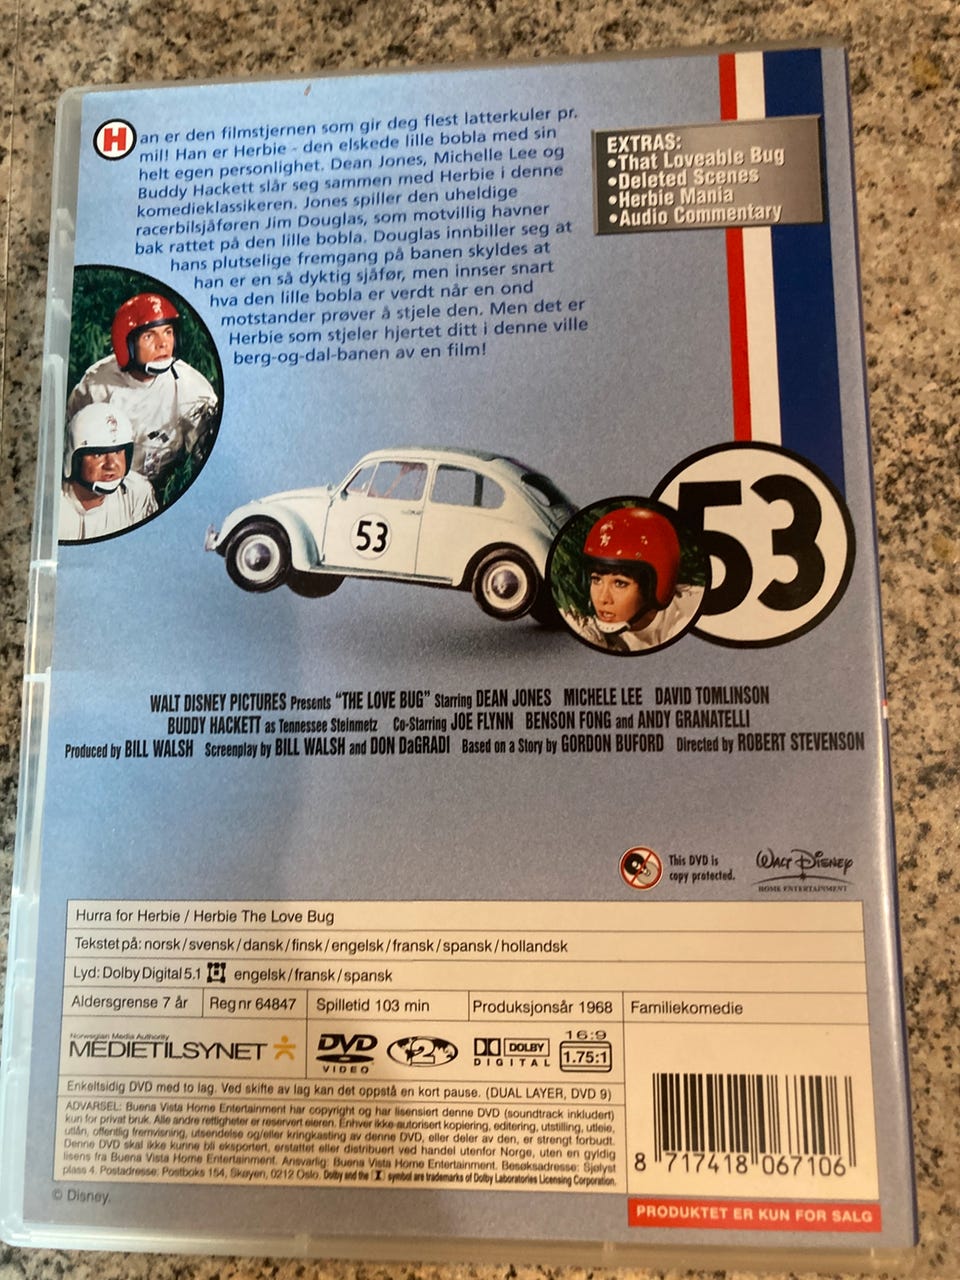 Han er den filmstjernen som gir deg flest latterkuler pr.
mil! Han er Herbie - den elskede lille bobla med sin
helt egen personlighet. Dean Jones, Michelle Lee og
Buddy Hackett slår seg sammen med Herbie i denne
komedieklassikeren. Jones spiller den uheldige
racerbilsjåføren Jim Douglas, som motvillig havner
bak rattet på den lille bobla. Douglas innbiller seg at
hans plutselige fremgang på banen skyldes at
han er en så dyktig sjåfør, men innser snart
hva den lille bobla er verdt når en ond
motstander prøver å stjele den. Men det er
Herbie som stjeler hjertet ditt i denne ville
berg-og-dal-banen av en film!
EXTRAS:
•That Loveable Bug
•Deleted Scenes
•Herbie Mania
•Audio Commentary
53
53
WALT DISNEY PICTURES Presents "THE LOVE BUG" Starring DEAN JONES MICHELE LEE DAVID TOMLINSON
BUDDY HACKETT as Tennessee Steinmetz Co-Starring JOE FLYNN BENSON FONG and ANDY GRANATELLI
Produced by BILL WALSH Screenplay by BILL WALSH and DON DaGRADI Based on a Story by GORDON BUFORD Directed by ROBERT STEVENSON
This DVD is
copy protected.
WALT DISNEY
HOME ENTERTAINMENT
Hurra for Herbie / Herbie The Love Bug
Tekstet på: norsk/svensk/dansk/finsk/engelsk/fransk/spansk/hollandsk
Lyd: Dolby Digital 5.1 engelsk/fransk/spansk
Aldersgrense 7 år Reg nr 64847 Spilletid 103 min Produksjonsår 1968 Familiekomedie
Norwegian Media Authority
MEDIETILSYNET
DVD
VIDEO
2
DOLBY
DIGITAL
16:9
1.75:1
Enkeltsidig DVD med to lag. Ved skifte av lag kan det oppstå en kort pause. (DUAL LAYER, DVD 9)
ADVARSEL: Buena Vista Home Entertainment har copyright og har lisensiert denne DVD (soundtrack inkludert)
kun for privat bruk. Alle andre rettigheter er reservert eieren. Enhver ikke-autorisert kopiering, editering, utstilling, utleie,
utlån, offentlig fremvisning, utsendelse og/eller kringkasting av denne DVD, eller deler av den, er strengt forbudt.
Denne DVD skal ikke kunne bli eksportert, erstattet eller distribuert ved handel utenfor Norge, uten en gyldig
lisens fra Buena Vista Home Entertainment. Ansvarlig: Buena Vista Home Entertainment. Besøksadresse: Sjølyst
plass 4. Postadresse: Postboks 154, Skøyen, 0212 Oslo. Dolby and the symbol are trademarks of Dolby Laboratories Licensing Corporation.
8 717418 067106
© Disney.
PRODUKTET ER KUN FOR SALG